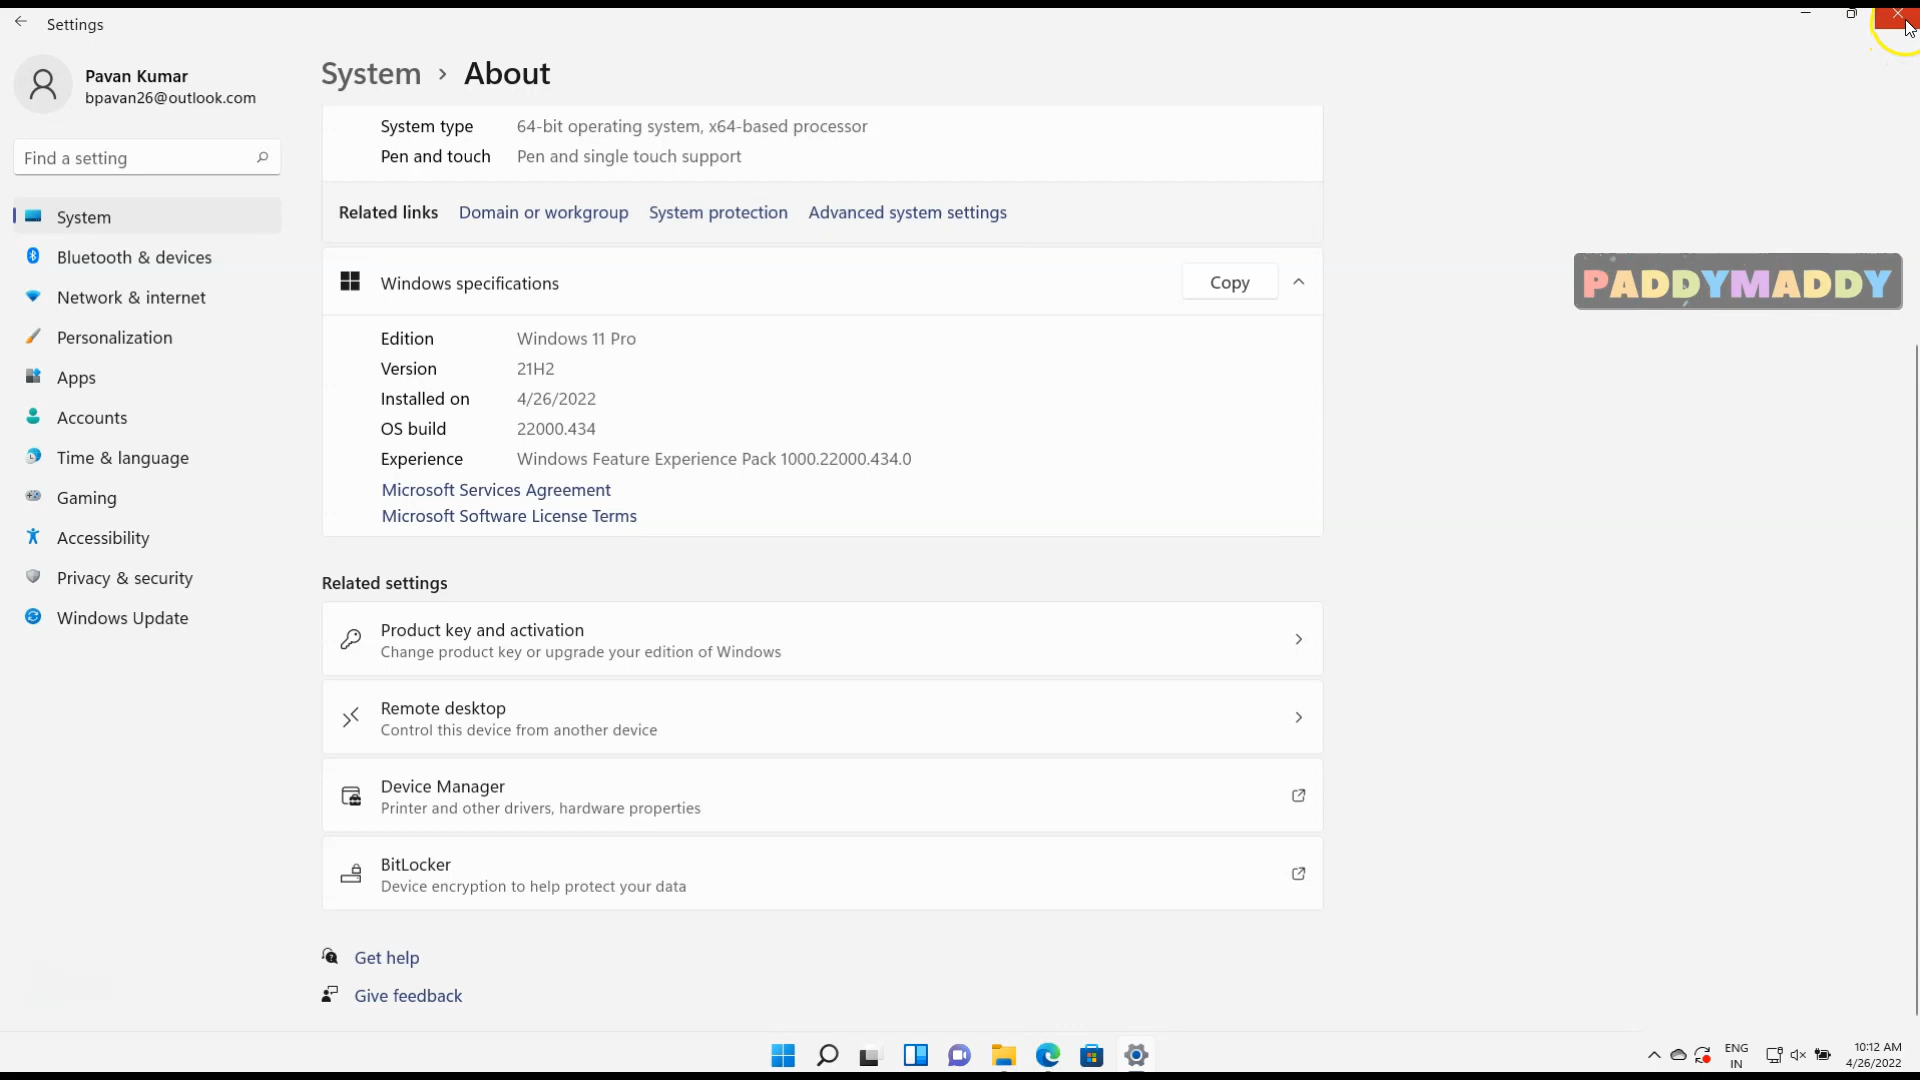 Settings
Pavan Kumar
bpavan26@outlook.com
Find a setting
System
Bluetooth & devices
Network & internet
Personalization
Apps
Accounts
Time & language
Gaming
Accessibility
Privacy & security
Windows Update
System › About
System type 64-bit operating system, x64-based processor
Pen and touch Pen and single touch support
Related links Domain or workgroup System protection Advanced system settings
Windows specifications Copy
Edition Windows 11 Pro
Version 21H2
Installed on 4/26/2022
OS build 22000.434
Experience Windows Feature Experience Pack 1000.22000.434.0
Microsoft Services Agreement
Microsoft Software License Terms
Related settings
Product key and activation
Change product key or upgrade your edition of Windows
Remote desktop
Control this device from another device
Device Manager
Printer and other drivers, hardware properties
BitLocker
Device encryption to help protect your data
Get help
Give feedback
PADDYMADDY
ENG
IN
10:12 AM
4/26/2022